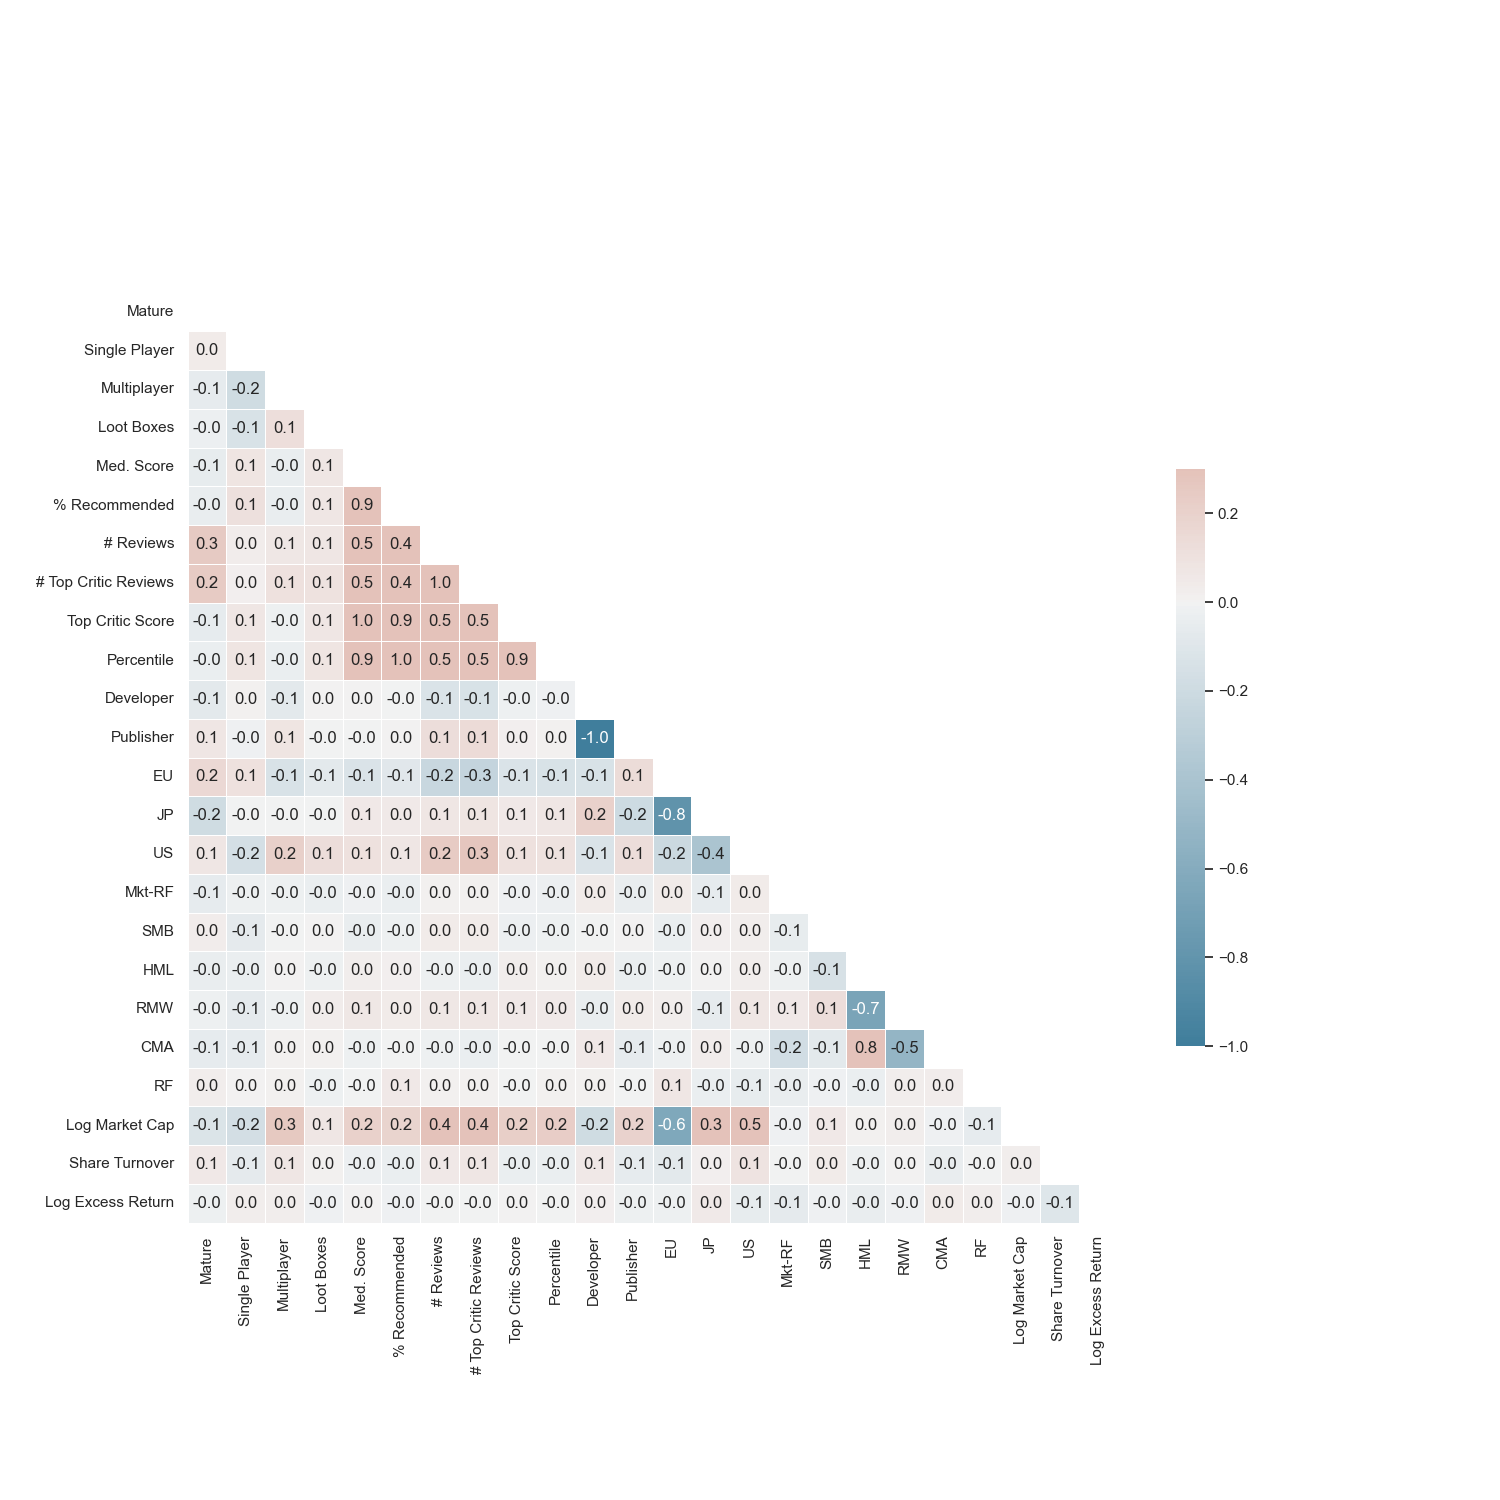 Mature
Single Player 0.0
Multiplayer -0.1 -0.2
Loot Boxes -0.0 -0.1 0.1
Med. Score -0.1 0.1 -0.0 0.1
% Recommended -0.0 0.1 -0.0 0.1 0.9
# Reviews 0.3 0.0 0.1 0.1 0.5 0.4
# Top Critic Reviews 0.2 0.0 0.1 0.1 0.5 0.4 1.0
Top Critic Score -0.1 0.1 -0.0 0.1 1.0 0.9 0.5 0.5
Percentile -0.0 0.1 -0.0 0.1 0.9 1.0 0.5 0.5 0.9
Developer -0.1 0.0 -0.1 0.0 0.0 -0.0 -0.1 -0.1 -0.0 -0.0
Publisher 0.1 -0.0 0.1 -0.0 -0.0 0.0 0.1 0.1 0.0 0.0 -1.0
EU 0.2 0.1 -0.1 -0.1 -0.1 -0.1 -0.2 -0.3 -0.1 -0.1 -0.1 0.1
JP -0.2 -0.0 -0.0 -0.0 0.1 0.0 0.1 0.1 0.1 0.1 0.2 -0.2 -0.8
US 0.1 -0.2 0.2 0.1 0.1 0.1 0.2 0.3 0.1 0.1 -0.1 0.1 -0.2 -0.4
Mkt-RF -0.1 -0.0 -0.0 -0.0 -0.0 -0.0 0.0 0.0 -0.0 -0.0 0.0 -0.0 0.0 -0.1 0.0
SMB 0.0 -0.1 -0.0 0.0 -0.0 -0.0 0.0 0.0 -0.0 -0.0 -0.0 0.0 -0.0 0.0 0.0 -0.1
HML -0.0 -0.0 0.0 -0.0 0.0 0.0 -0.0 -0.0 0.0 0.0 0.0 -0.0 -0.0 0.0 0.0 -0.0 -0.1
RMW -0.0 -0.1 -0.0 0.0 0.1 0.0 0.1 0.1 0.1 0.0 -0.0 0.0 0.0 -0.1 0.1 0.1 0.1 -0.7
CMA -0.1 -0.1 0.0 0.0 -0.0 -0.0 -0.0 -0.0 -0.0 -0.0 0.1 -0.1 -0.0 0.0 -0.0 -0.2 -0.1 0.8 -0.5
RF 0.0 0.0 0.0 -0.0 -0.0 0.1 0.0 0.0 -0.0 0.0 0.0 -0.0 0.1 -0.0 -0.1 -0.0 -0.0 -0.0 0.0 0.0
Log Market Cap -0.1 -0.2 0.3 0.1 0.2 0.2 0.4 0.4 0.2 0.2 -0.2 0.2 -0.6 0.3 0.5 -0.0 0.1 0.0 0.0 -0.0 -0.1
Share Turnover 0.1 -0.1 0.1 0.0 -0.0 -0.0 0.1 0.1 -0.0 -0.0 0.1 -0.1 -0.1 0.0 0.1 -0.0 0.0 -0.0 0.0 -0.0 -0.0 0.0
Log Excess Return -0.0 0.0 0.0 -0.0 0.0 -0.0 -0.0 -0.0 0.0 -0.0 0.0 -0.0 -0.0 0.0 -0.1 -0.1 -0.0 -0.0 -0.0 0.0 0.0 -0.0 -0.1
Mature
Single Player
Multiplayer
Loot Boxes
Med. Score
% Recommended
# Reviews
# Top Critic Reviews
Top Critic Score
Percentile
Developer
Publisher
EU
JP
US
Mkt-RF
SMB
HML
RMW
CMA
RF
Log Market Cap
Share Turnover
Log Excess Return
0.2
0.0
−0.2
−0.4
−0.6
−0.8
−1.0